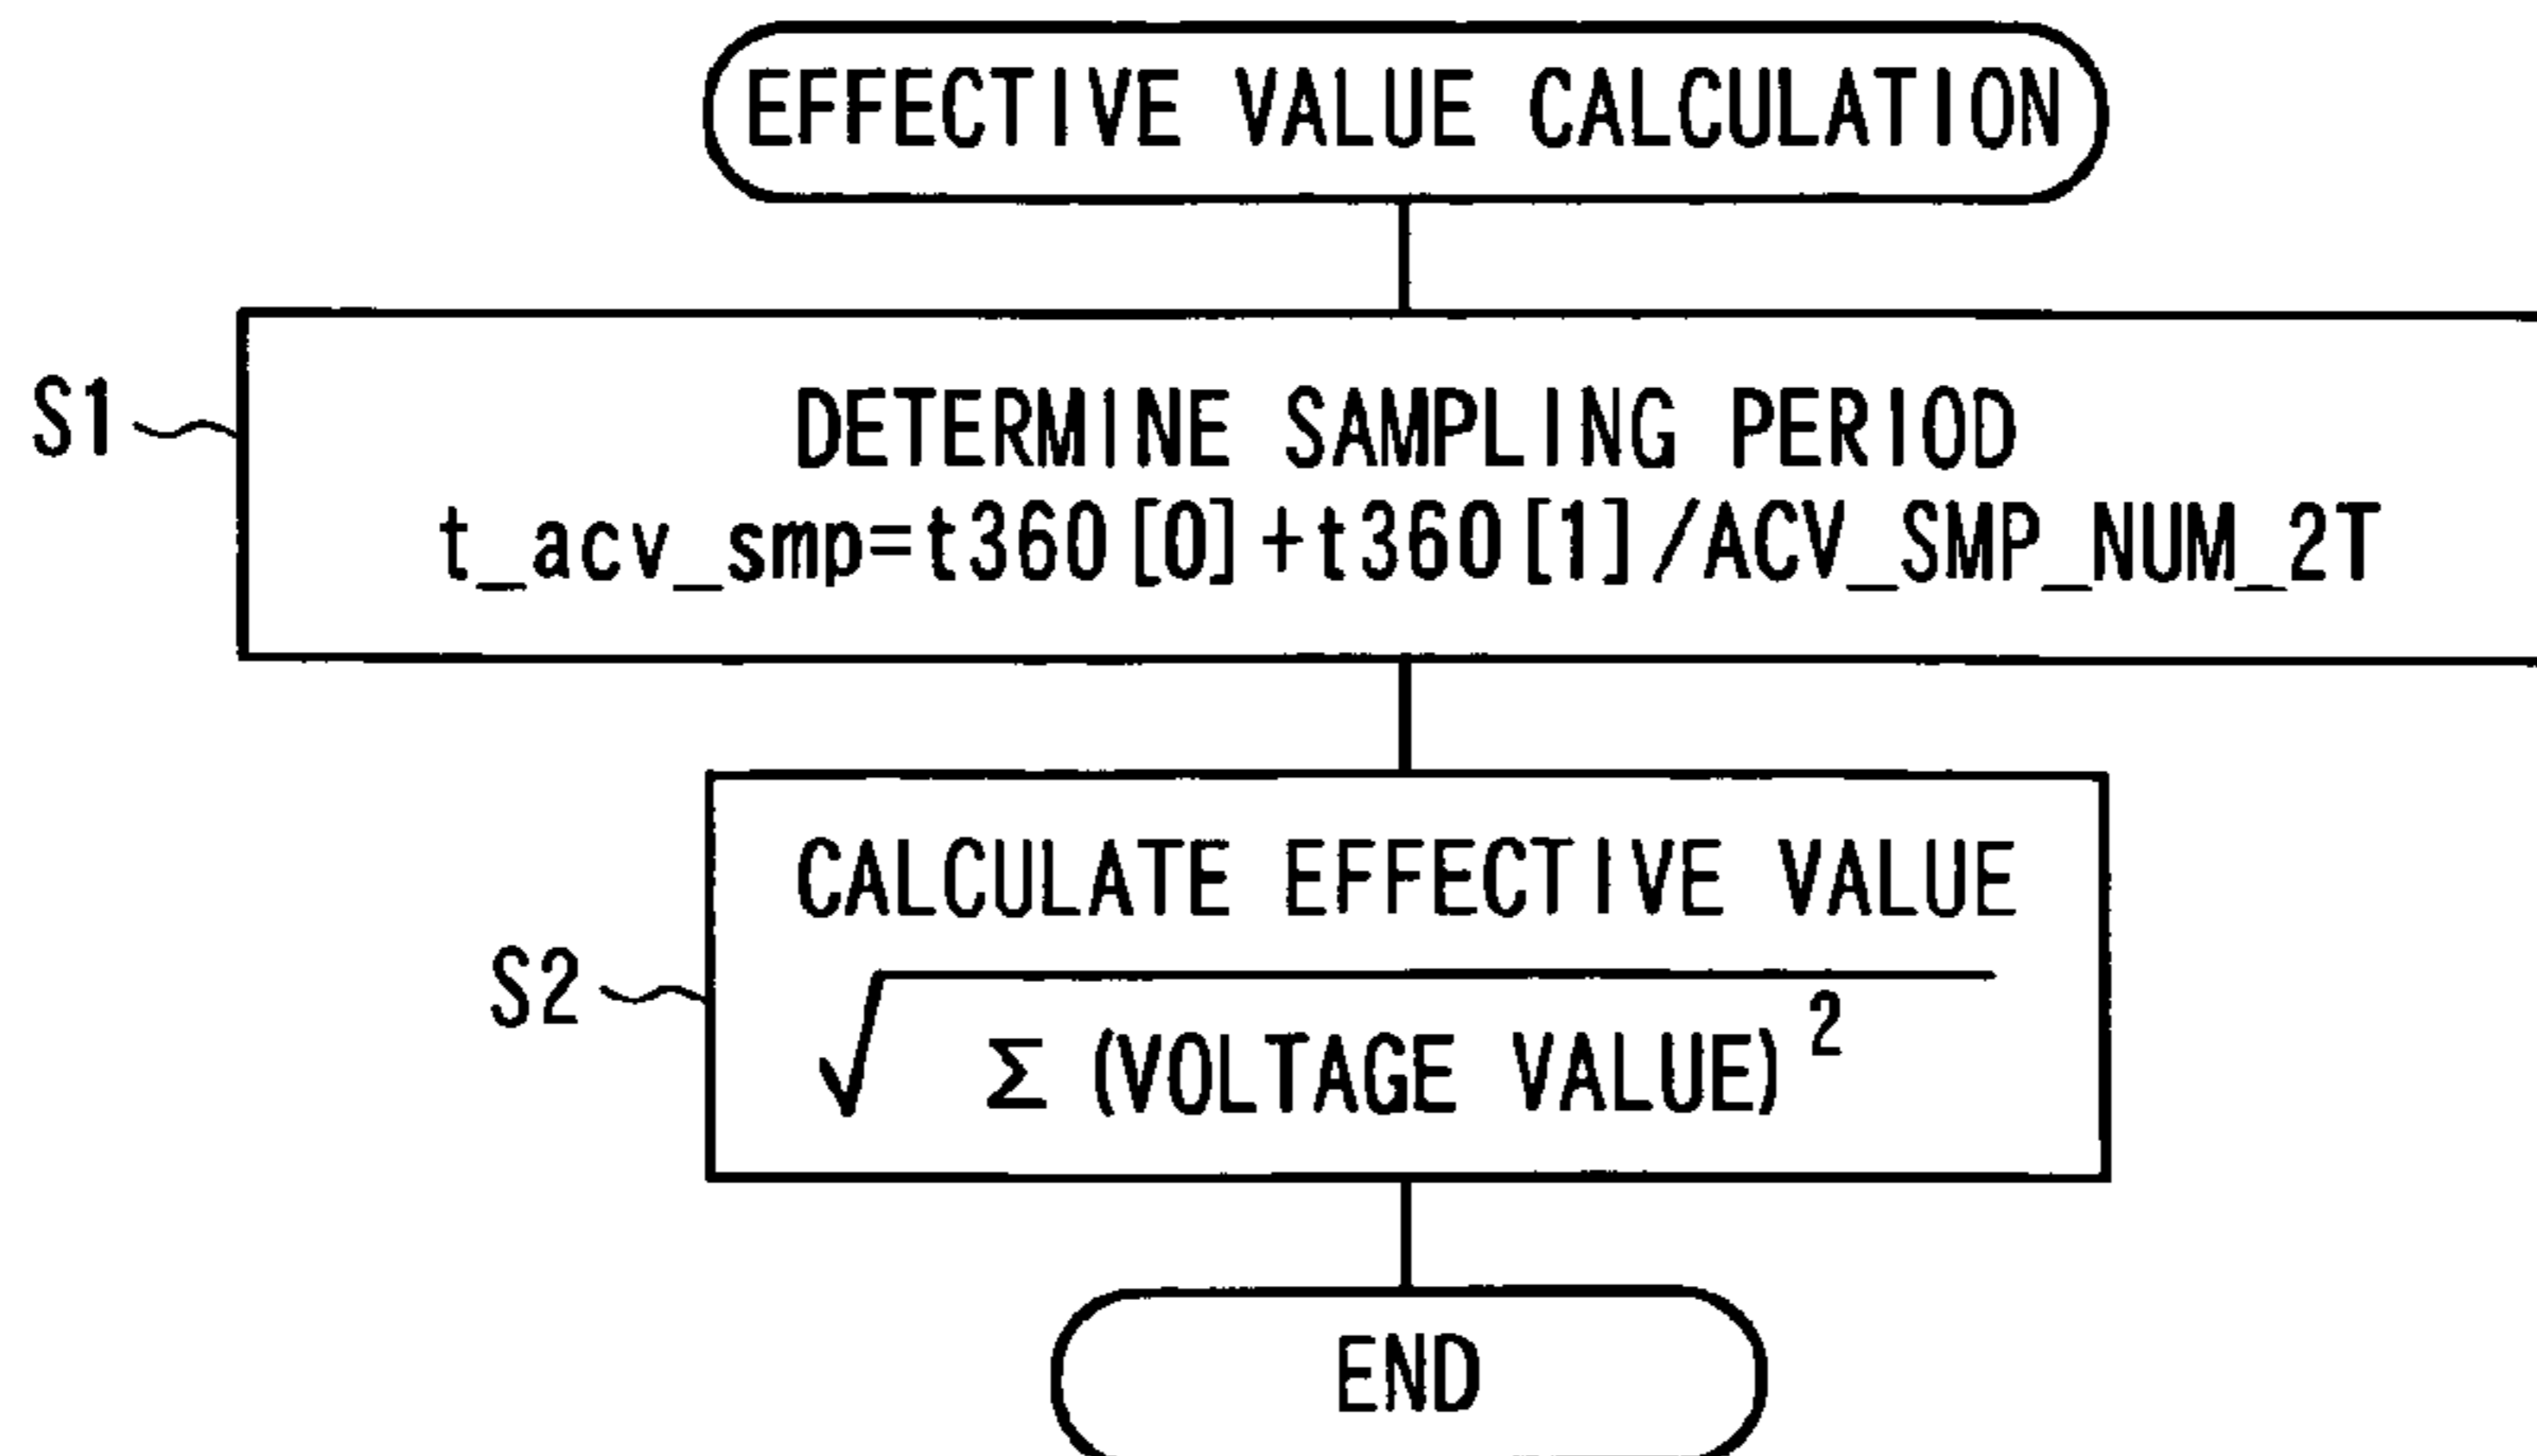 EFFECTIVE VALUE CALCULATION
S1
DETERMINE SAMPLING PERIOD
t_acv_smp=t360[0]+t360[1]/ACV_SMP_NUM_2T
CALCULATE EFFECTIVE VALUE
S2
√Σ(VOLTAGE VALUE)²
END